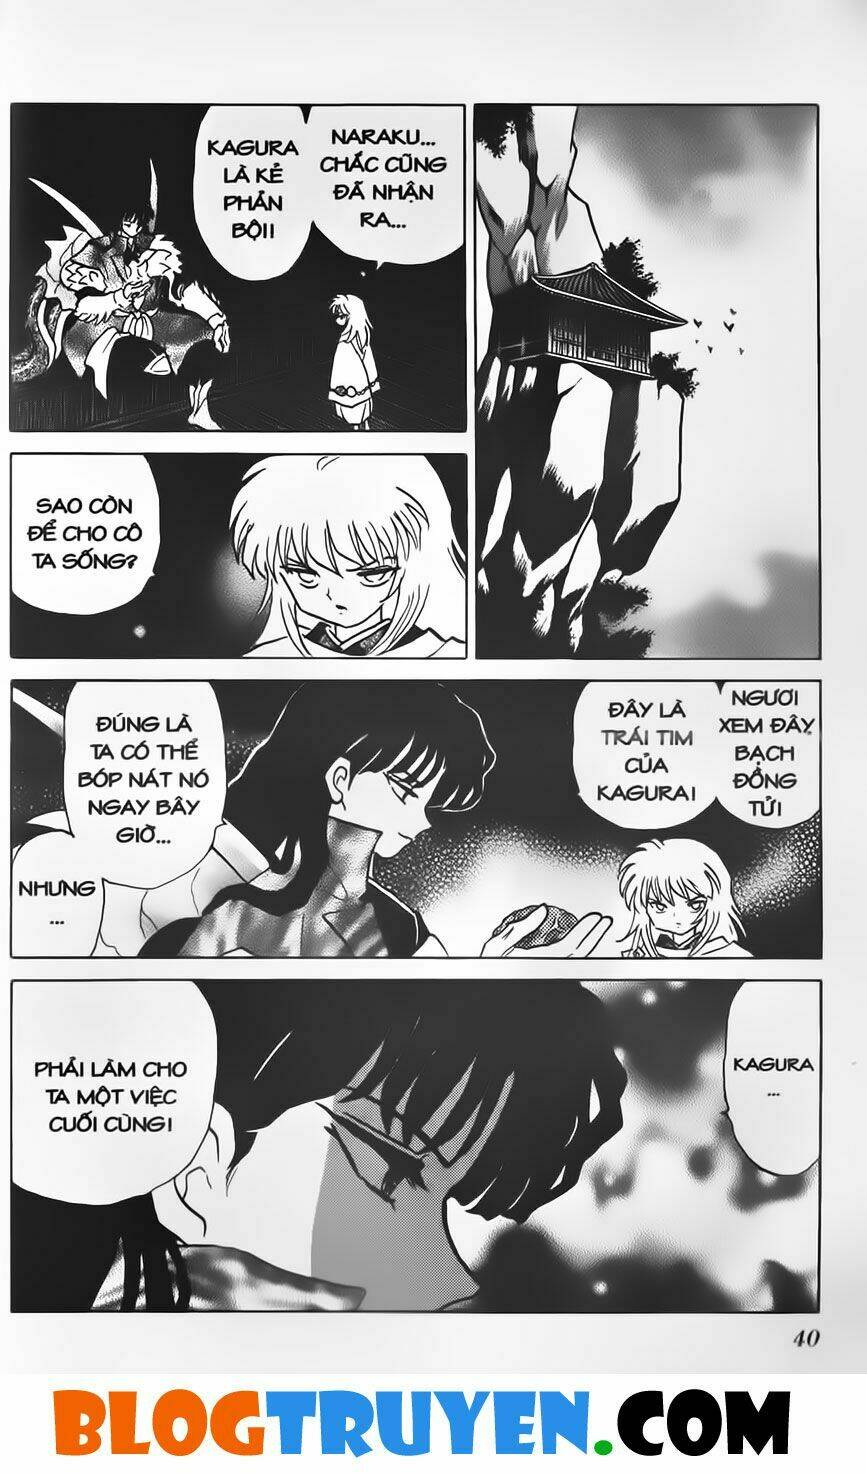 NARAKU...
CHẮC CŨNG
ĐÃ NHẬN
RA...
KAGURA
LÀ KẺ
PHẢN
BỘI!
SAO CÒN
ĐỂ CHO CÔ
TA SỐNG?
NGƯƠI
XEM ĐÂY
BẠCH
ĐỒNG
TỬ!
ĐÂY LÀ
TRÁI TIM
CỦA
KAGURA!
ĐÚNG LÀ
TA CÓ THỂ
BÓP NÁT NÓ
NGAY BÂY
GIỜ...
NHƯNG
...
KAGURA
...
PHẢI LÀM CHO
TA MỘT VIỆC
CUỐI CÙNG!
40
BLOGTRUYEN.COM